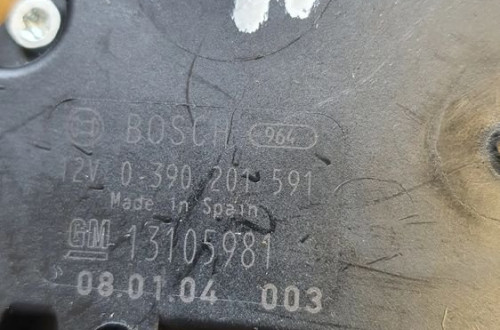 BOSCH 964
12V 0 390 201 591
Made in Spain
GM 13105981
08.01.04 003